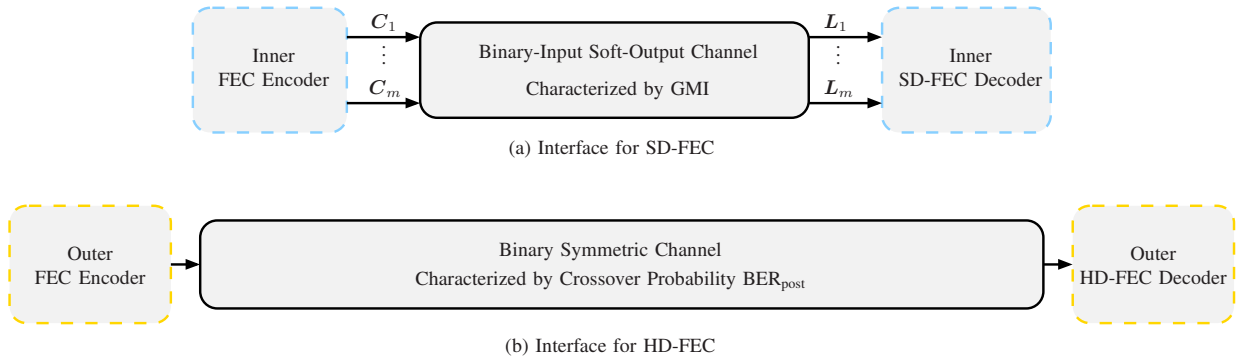 Inner
FEC Encoder
C₁
⋮
Cₘ
Binary-Input Soft-Output Channel
Characterized by GMI
L₁
⋮
Lₘ
Inner
SD-FEC Decoder
(a) Interface for SD-FEC
Outer
FEC Encoder
Binary Symmetric Channel
Characterized by Crossover Probability BER_post
Outer
HD-FEC Decoder
(b) Interface for HD-FEC